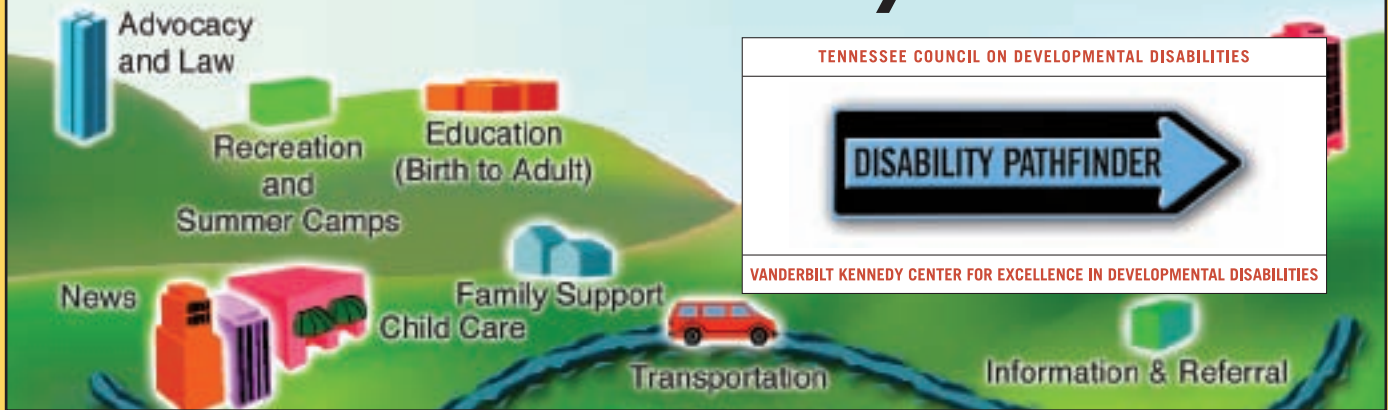 Advocacy
and Law
Recreation
and
Summer Camps
Education
(Birth to Adult)
TENNESSEE COUNCIL ON DEVELOPMENTAL DISABILITIES
DISABILITY PATHFINDER
VANDERBILT KENNEDY CENTER FOR EXCELLENCE IN DEVELOPMENTAL DISABILITIES
News
Child Care
Family Support
Transportation
Information & Referral